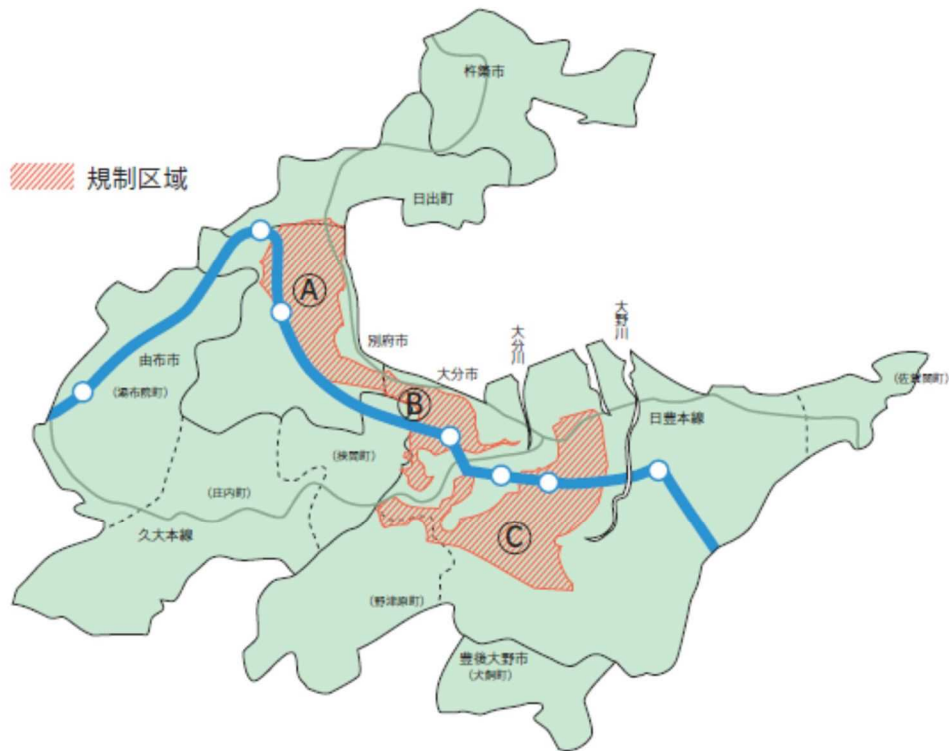 杵築市
規制区域
日出町
Ⓐ
大野川
大分川
別府市
由布市
大分市
(佐賀関町)
(湯布院町)
Ⓑ
日豊本線
(挾間町)
(庄内町)
久大本線
Ⓒ
(野津原町)
豊後大野市
(犬飼町)